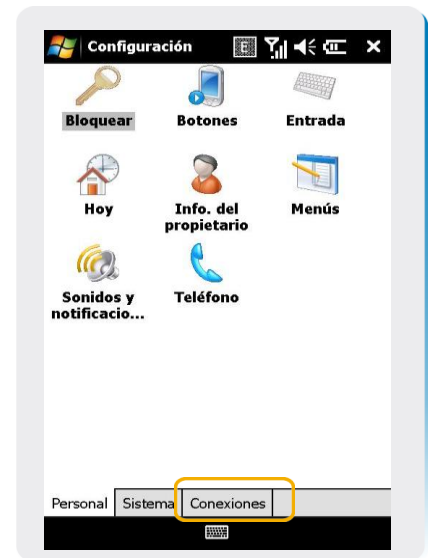 Configuración
E
Bloquear Botones Entrada
Hoy Info. del propietario Menús
Sonidos y notificacio... Teléfono
Personal Sistema Conexiones